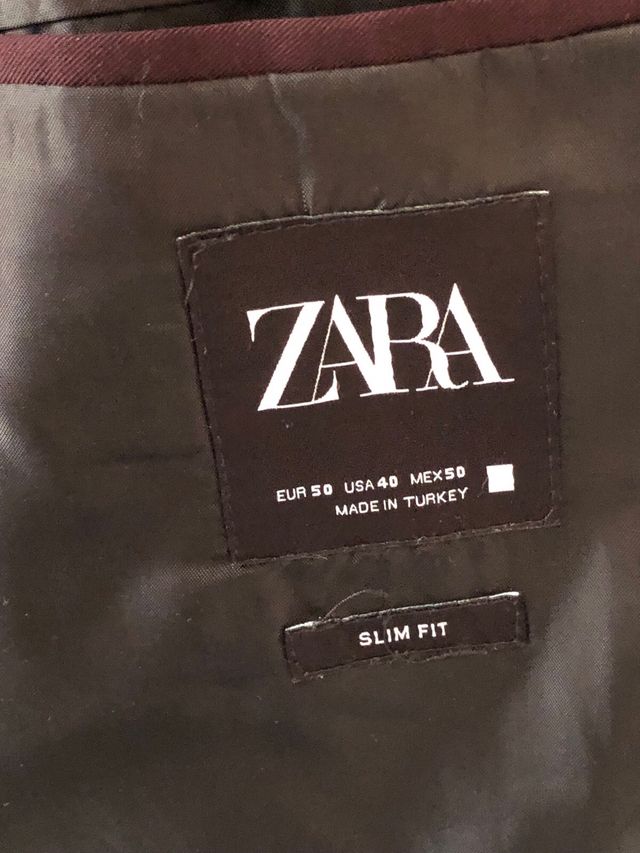 ZARA
EUR 50 USA 40 MEX 50
MADE IN TURKEY
SLIM FIT